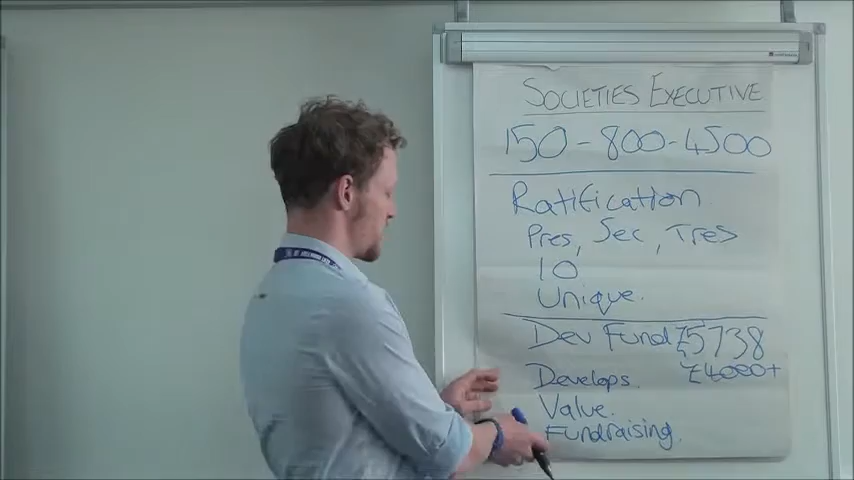 SOCIETIES EXECUTIVE
150 - 800 - 4500
Ratification
Pres, Sec, Tres
10
Unique.
Dev Fund £5738
Develops. £4000+
Value.
Fundraising.